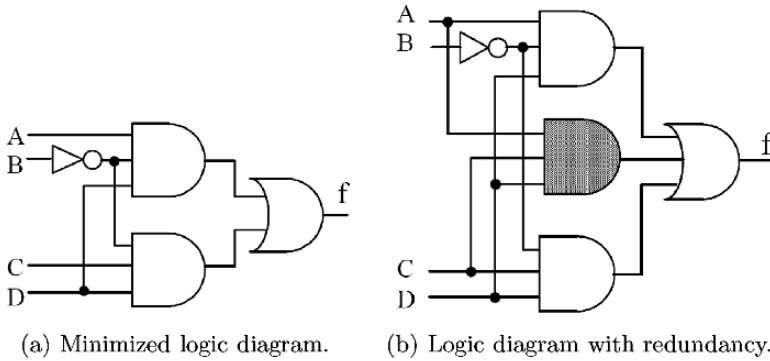 A
B
C
D
f
(a) Minimized logic diagram.
A
B
C
D
f
(b) Logic diagram with redundancy.